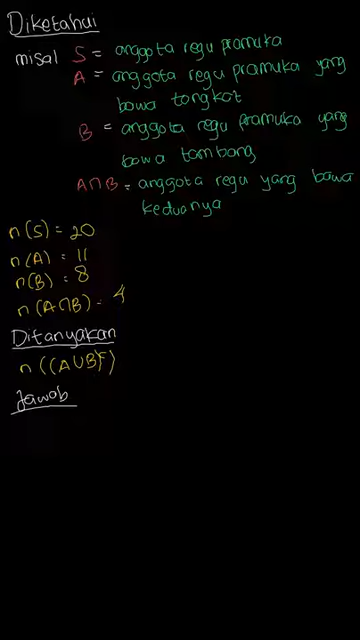 Diketahui
misal S = anggota regu pramuka
A = anggota regu pramuka yang
bawa tongkat
B = anggota regu pramuka yang
bawa tambang
A∩B = anggota regu yang bawa
keduanya
n(S) = 20
n(A) = 11
n(B) = 8
n(A∩B) = 4
Ditanyakan
n((A∪B)ᶜ)
Jawab